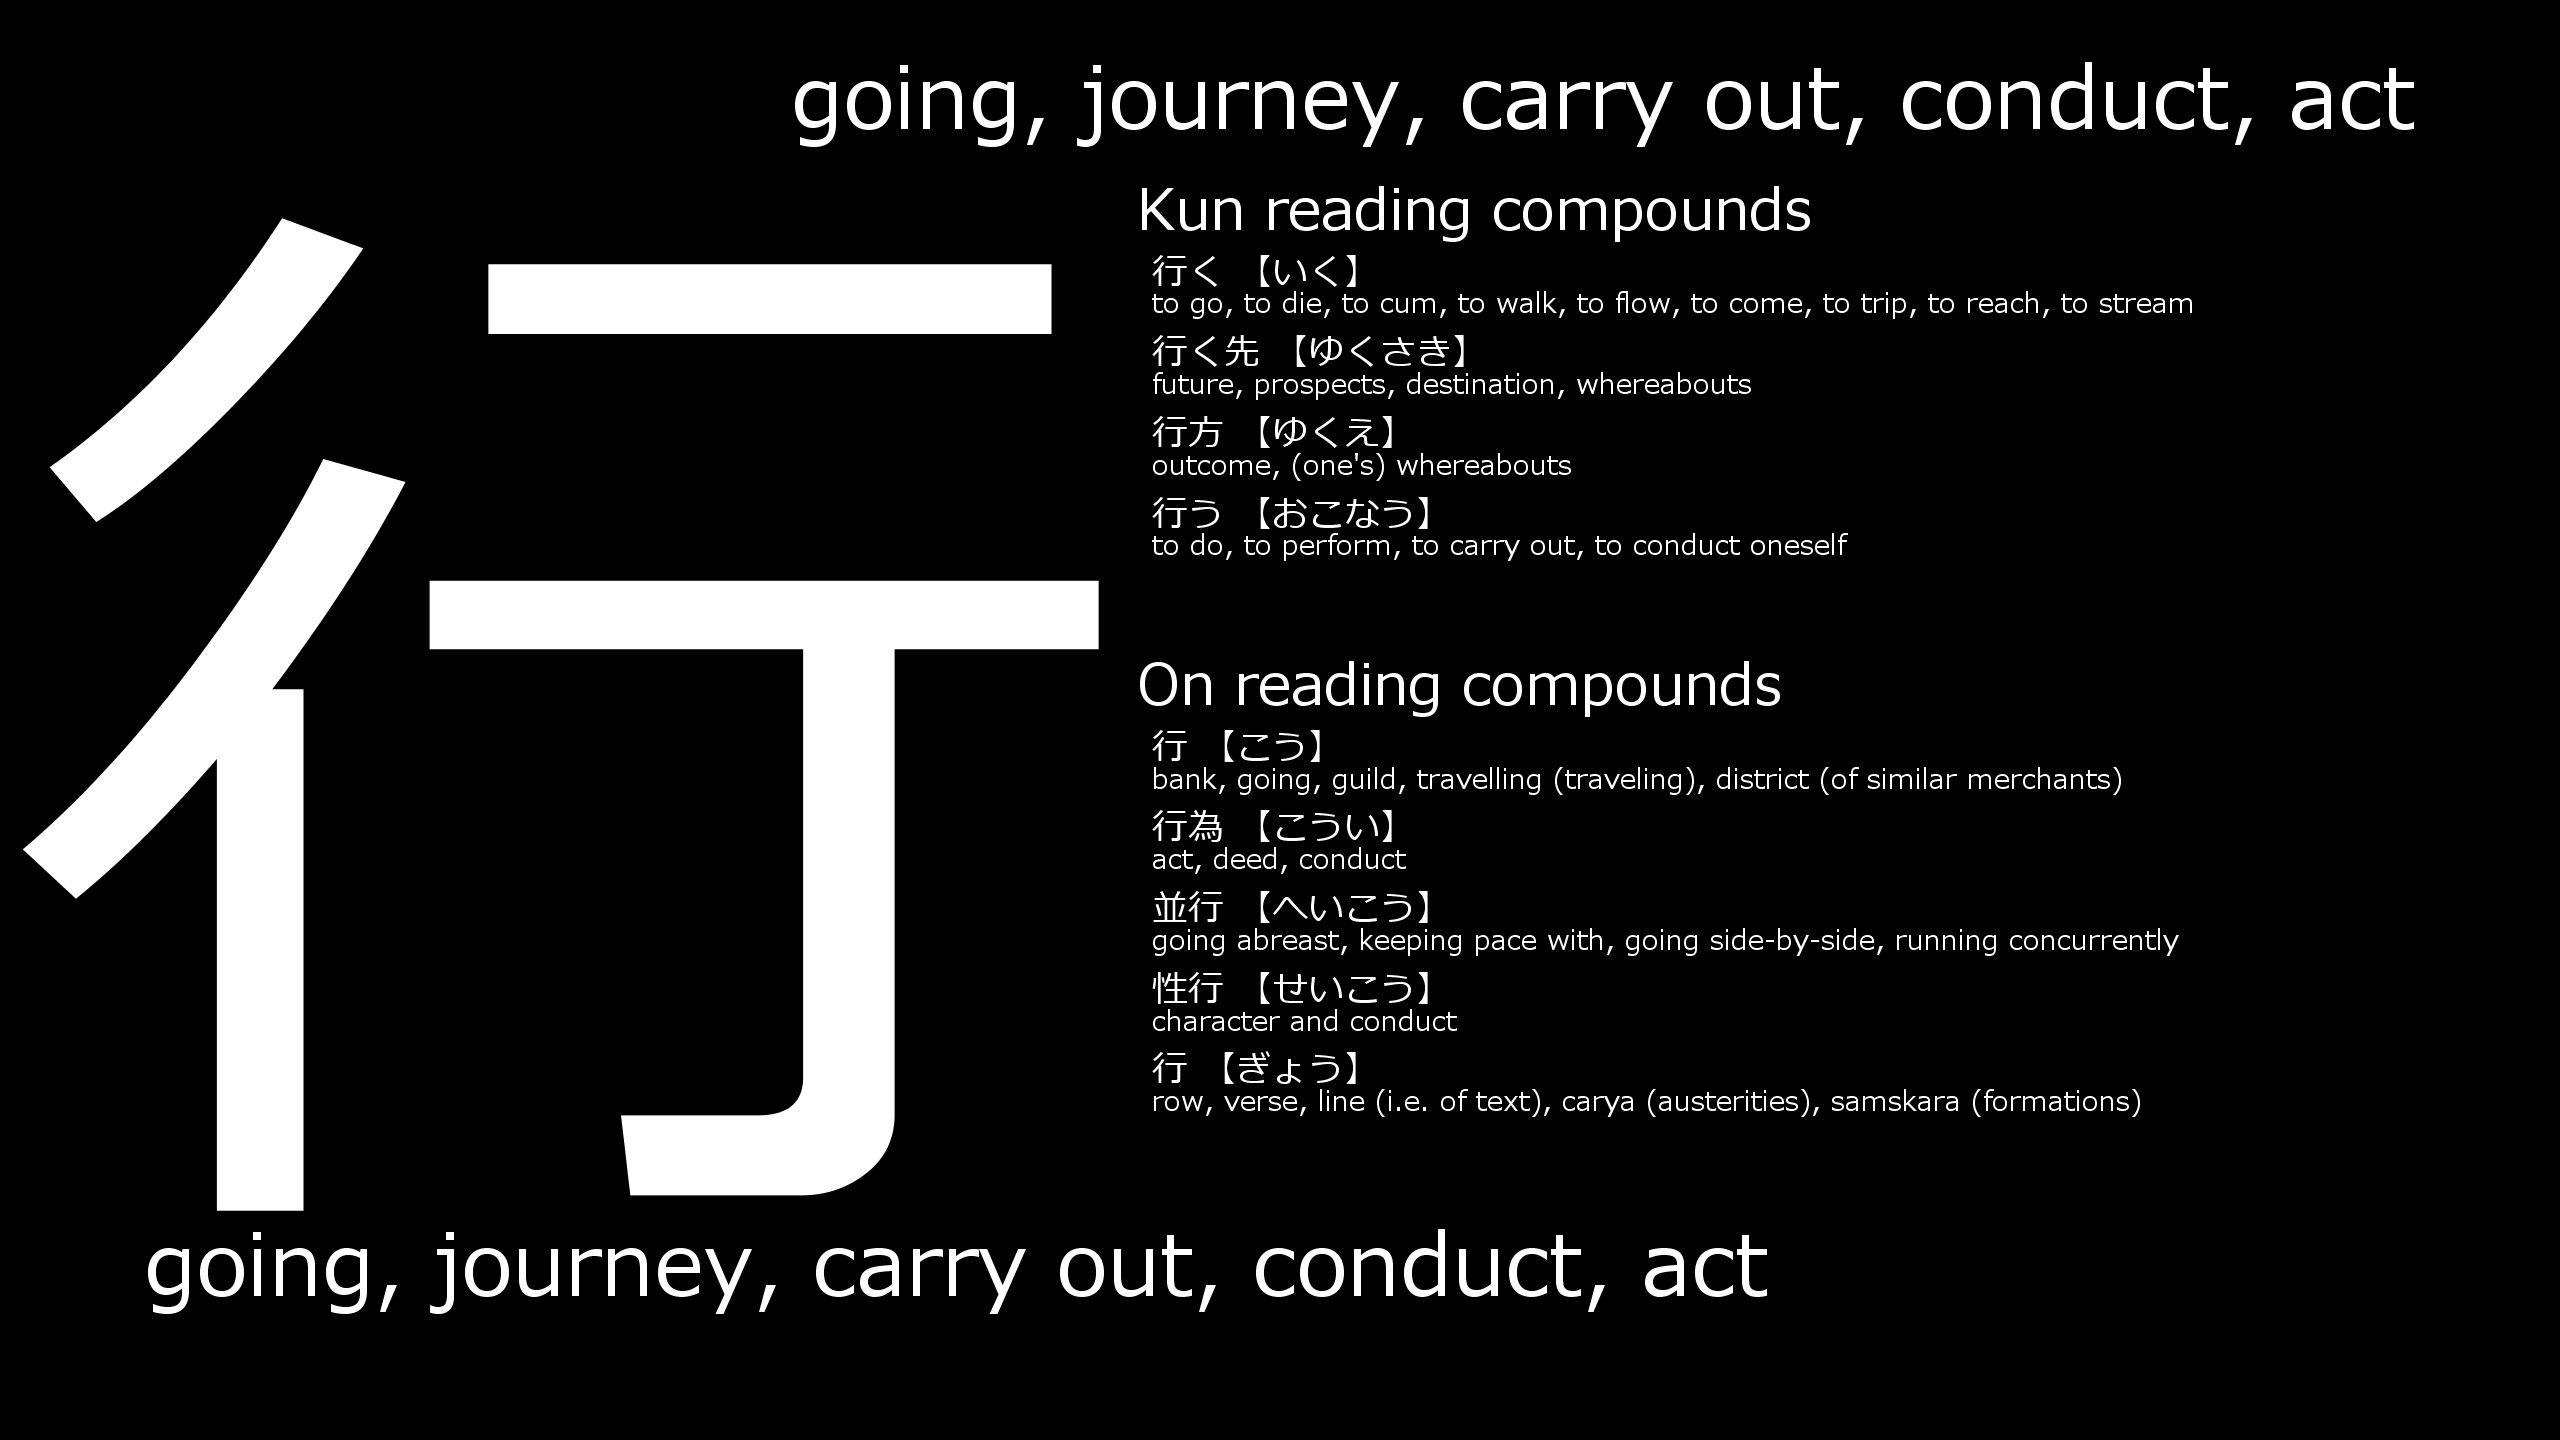 going, journey, carry out, conduct, act
行
Kun reading compounds
行く 【いく】
to go, to die, to cum, to walk, to flow, to come, to trip, to reach, to stream
行く先 【ゆくさき】
future, prospects, destination, whereabouts
行方 【ゆくえ】
outcome, (one's) whereabouts
行う 【おこなう】
to do, to perform, to carry out, to conduct oneself
On reading compounds
行 【こう】
bank, going, guild, travelling (traveling), district (of similar merchants)
行為 【こうい】
act, deed, conduct
並行 【へいこう】
going abreast, keeping pace with, going side-by-side, running concurrently
性行 【せいこう】
character and conduct
行 【ぎょう】
row, verse, line (i.e. of text), carya (austerities), samskara (formations)
going, journey, carry out, conduct, act